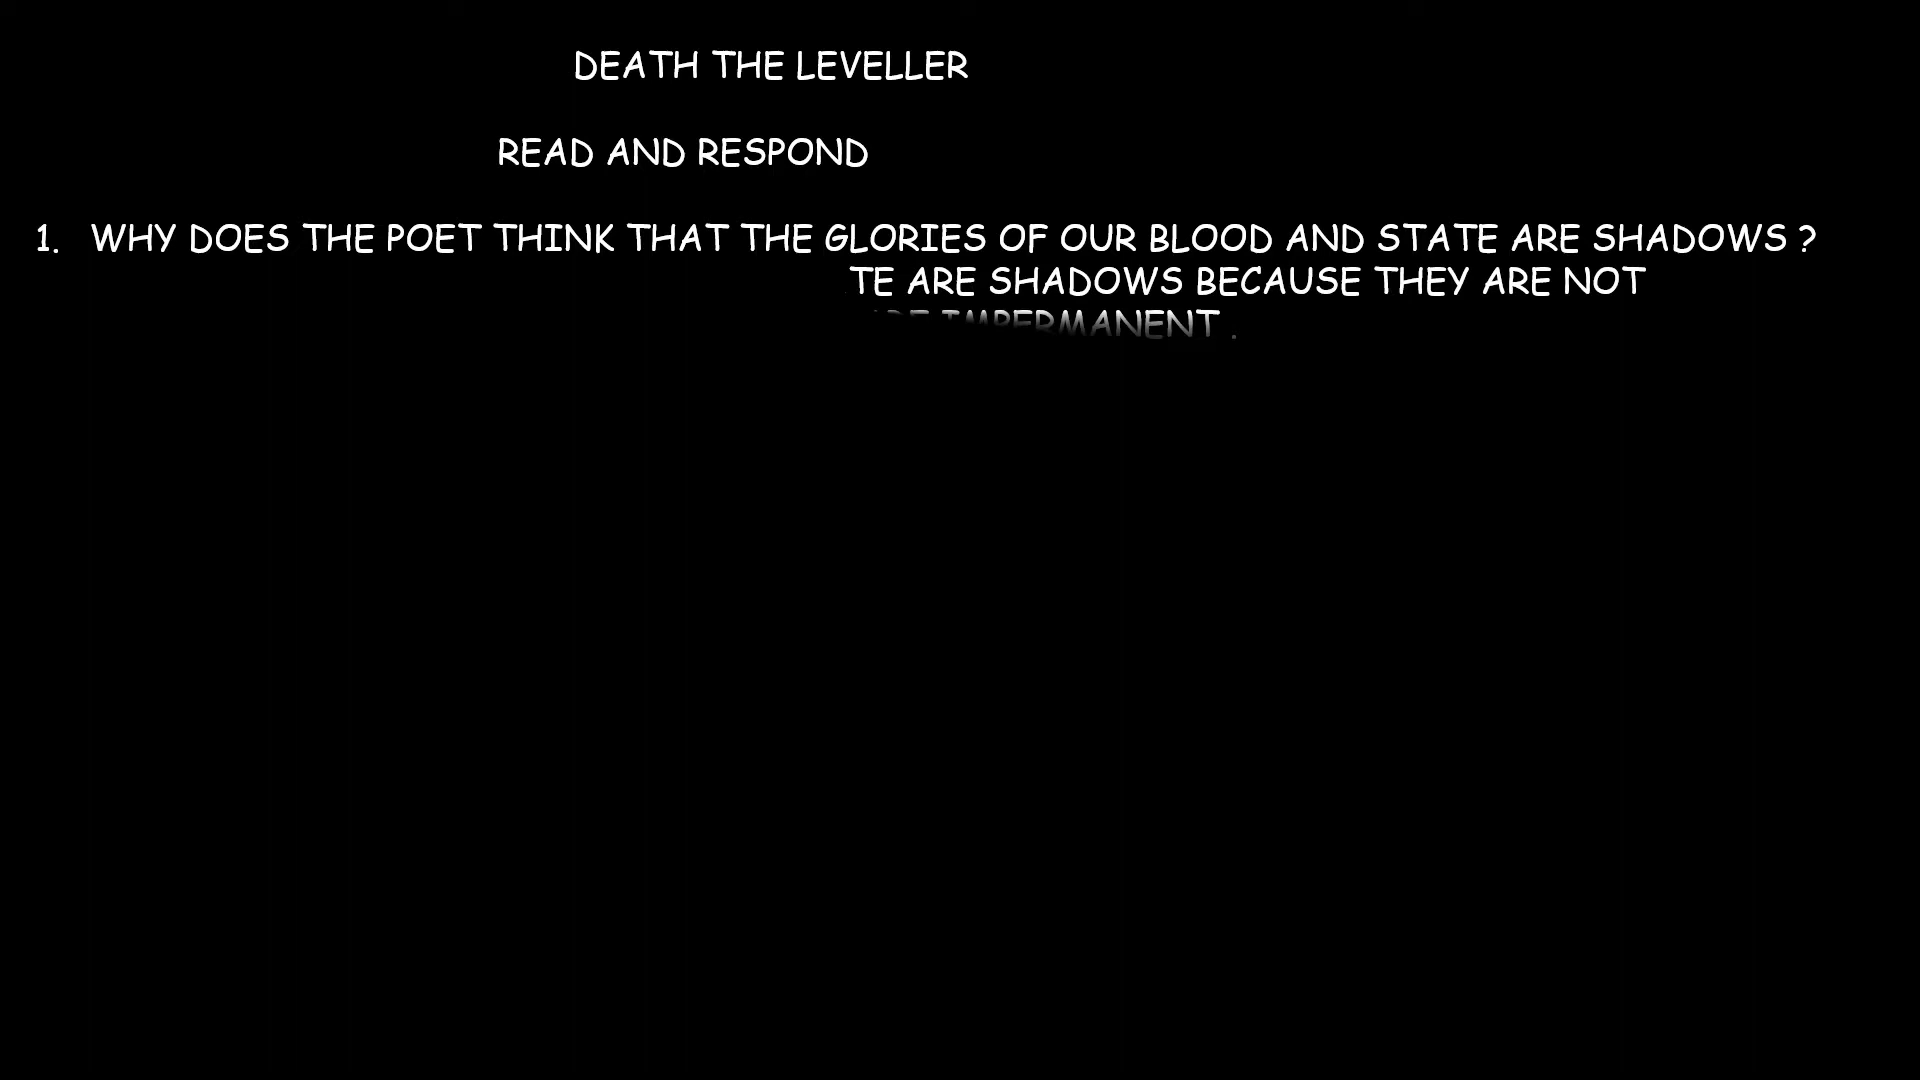 DEATH THE LEVELLER
READ AND RESPOND
1. WHY DOES THE POET THINK THAT THE GLORIES OF OUR BLOOD AND STATE ARE SHADOWS ?
TE ARE SHADOWS BECAUSE THEY ARE NOT
IMPERMANENT .